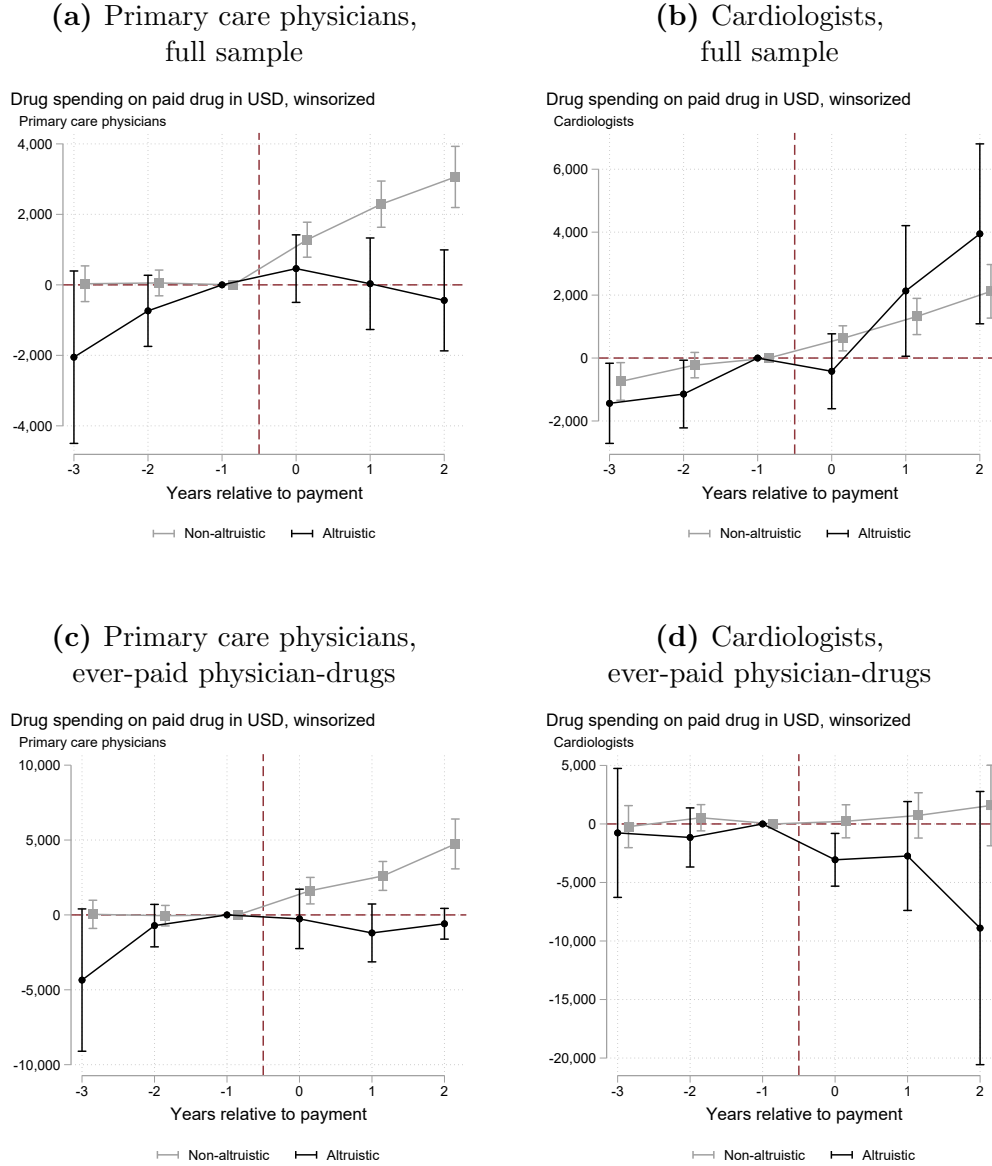 (a) Primary care physicians,
full sample
Drug spending on paid drug in USD, winsorized
Primary care physicians
4,000
2,000
0
-2,000
-4,000
-3 -2 -1 0 1 2
Years relative to payment
Non-altruistic Altruistic
(b) Cardiologists,
full sample
Drug spending on paid drug in USD, winsorized
Cardiologists
6,000
4,000
2,000
0
-2,000
-3 -2 -1 0 1 2
Years relative to payment
Non-altruistic Altruistic
(c) Primary care physicians,
ever-paid physician-drugs
Drug spending on paid drug in USD, winsorized
Primary care physicians
10,000
5,000
0
-5,000
-10,000
-3 -2 -1 0 1 2
Years relative to payment
Non-altruistic Altruistic
(d) Cardiologists,
ever-paid physician-drugs
Drug spending on paid drug in USD, winsorized
Cardiologists
5,000
0
-5,000
-10,000
-15,000
-20,000
-3 -2 -1 0 1 2
Years relative to payment
Non-altruistic Altruistic